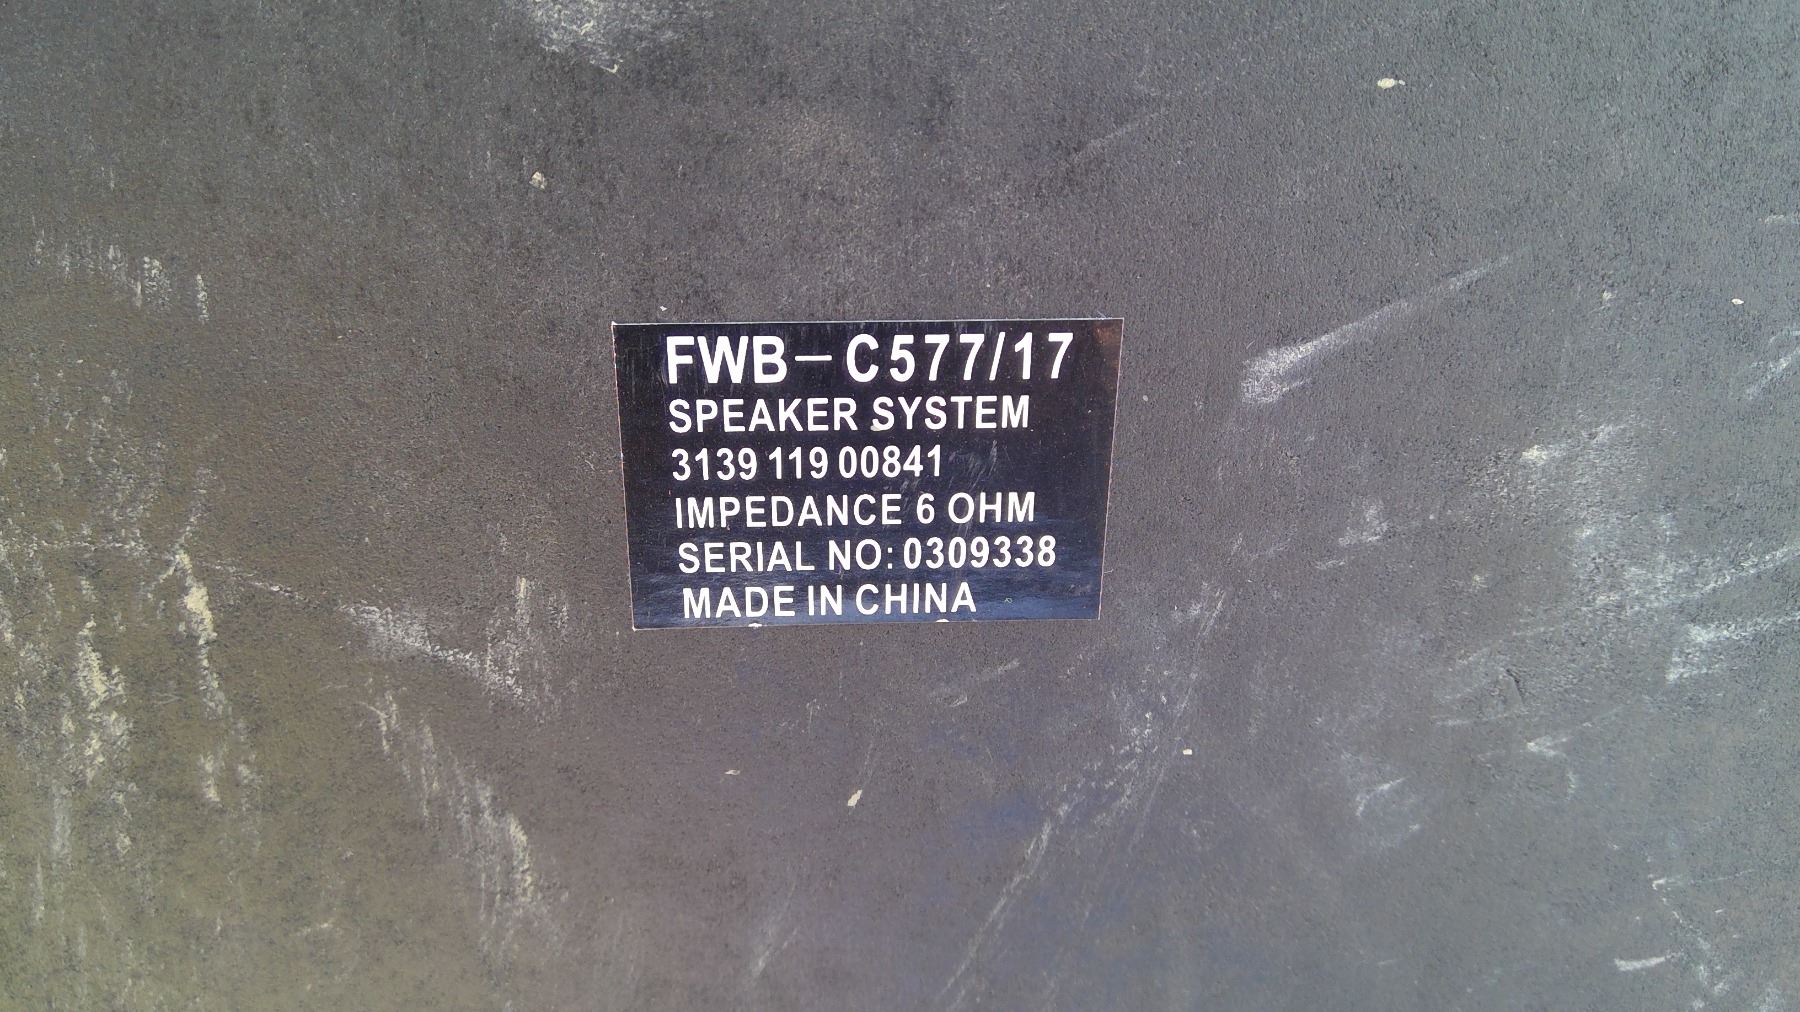 FWB-C577/17
SPEAKER SYSTEM
3139 119 00841
IMPEDANCE 6 OHM
SERIAL NO: 0309338
MADE IN CHINA